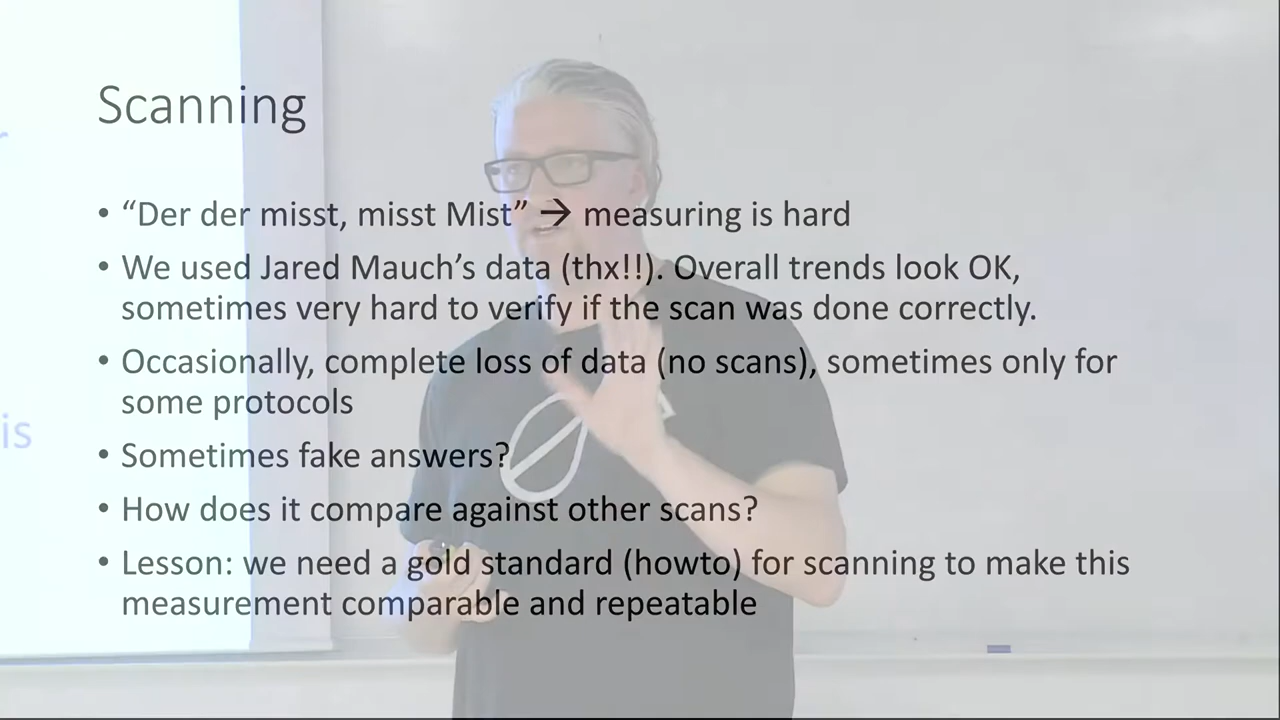 Scanning
• “Der der misst, misst Mist” → measuring is hard
• We used Jared Mauch’s data (thx!!). Overall trends look OK,
sometimes very hard to verify if the scan was done correctly.
• Occasionally, complete loss of data (no scans), sometimes only for
some protocols
• Sometimes fake answers?
• How does it compare against other scans?
• Lesson: we need a gold standard (howto) for scanning to make this
measurement comparable and repeatable
r
is